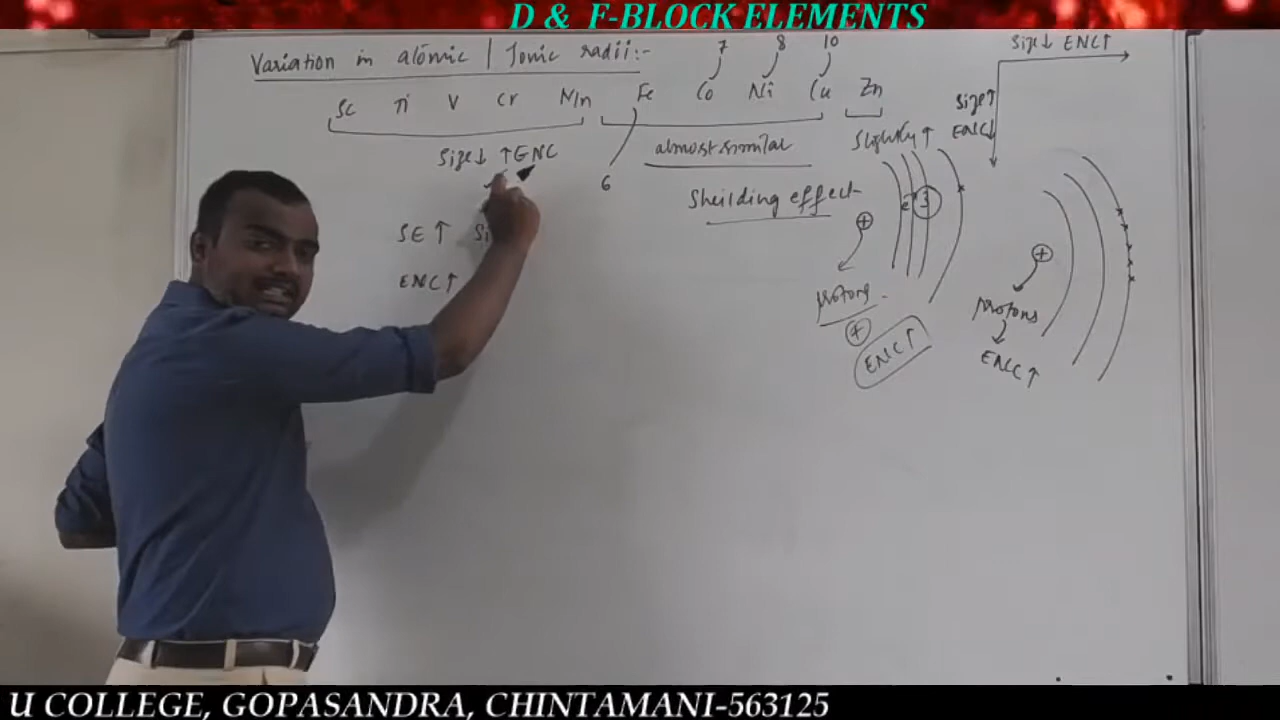 D & F-BLOCK ELEMENTS
Variation in atomic | Ionic radii:-
7 8 10
Size↓ ENC↑
Sc Ti V Cr Mn Fe Co Ni Cu Zn
Size↑
ENC↓
Size↓ ↑ENC
6
almost similar
Slightly ↑
Sheilding effect
e⁻ 3
SE↑
ENC↑
+
+
protons
protons
+
ENC↑
ENC↑
U COLLEGE, GOPASANDRA, CHINTAMANI-563125